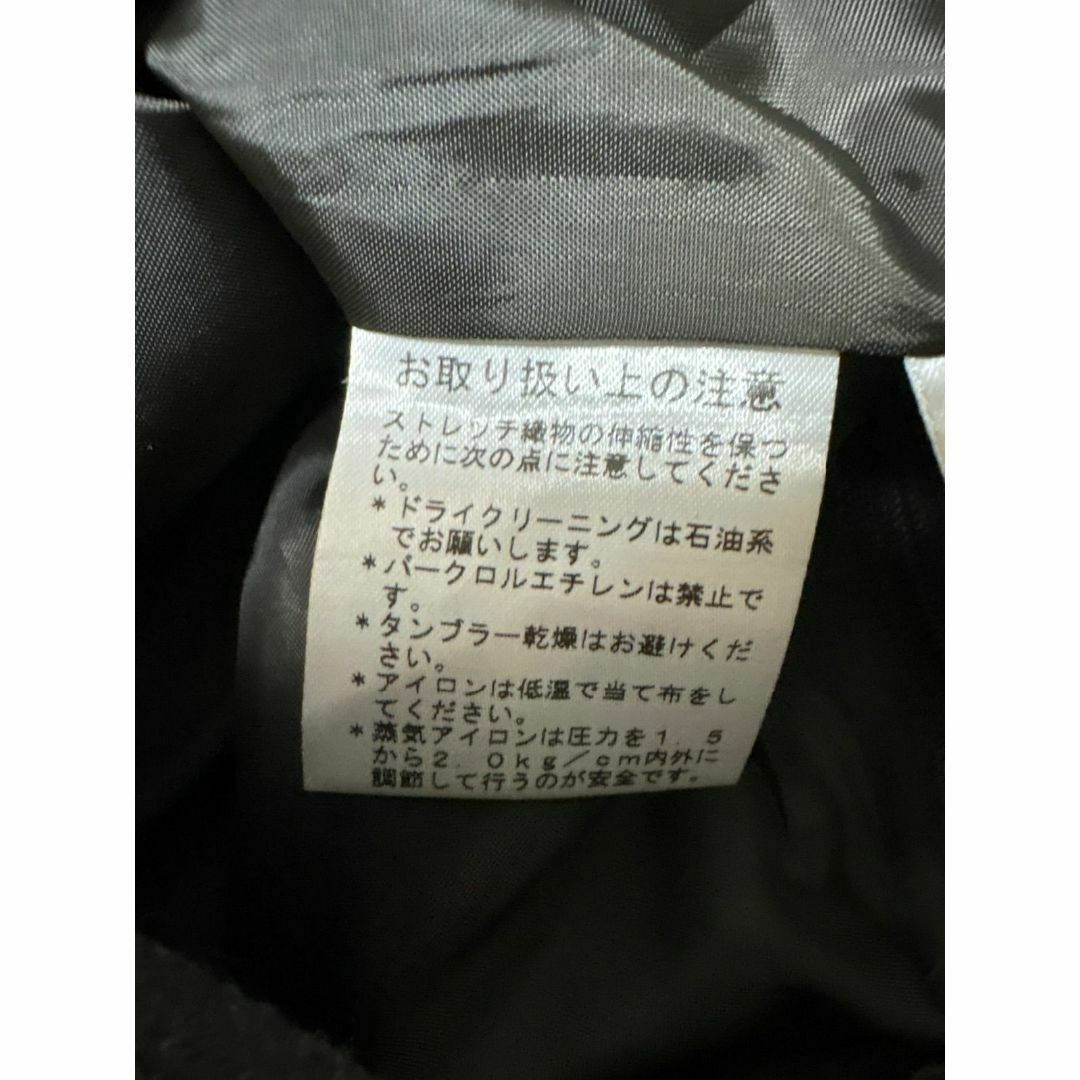 お取り扱い上の注意
ストレッチ織物の伸縮性を保つ
ために次の点に注意してくださ
い。
*ドライクリーニングは石油系
でお願いします。
*パークロルエチレンは禁止で
す。
*タンブラー乾燥はお避けくだ
さい。
*アイロンは低温で当て布をし
てください。
*蒸気アイロンは圧力を1.5
から2.0kg/cm内外に
調節して行うのが安全です。